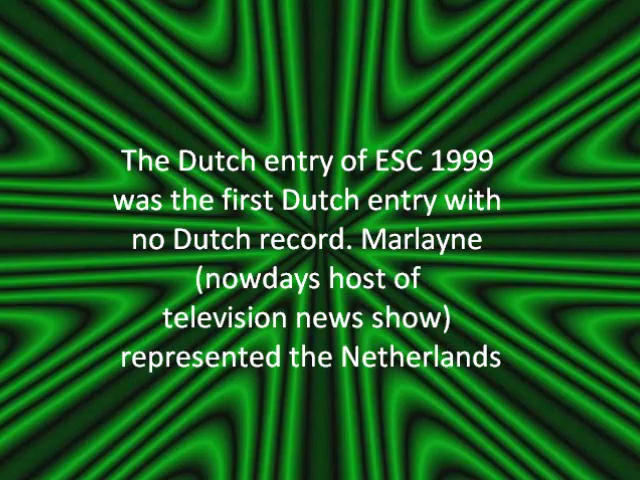 The Dutch entry of ESC 1999
was the first Dutch entry with
no Dutch record. Marlayne
(nowdays host of
television news show)
represented the Netherlands